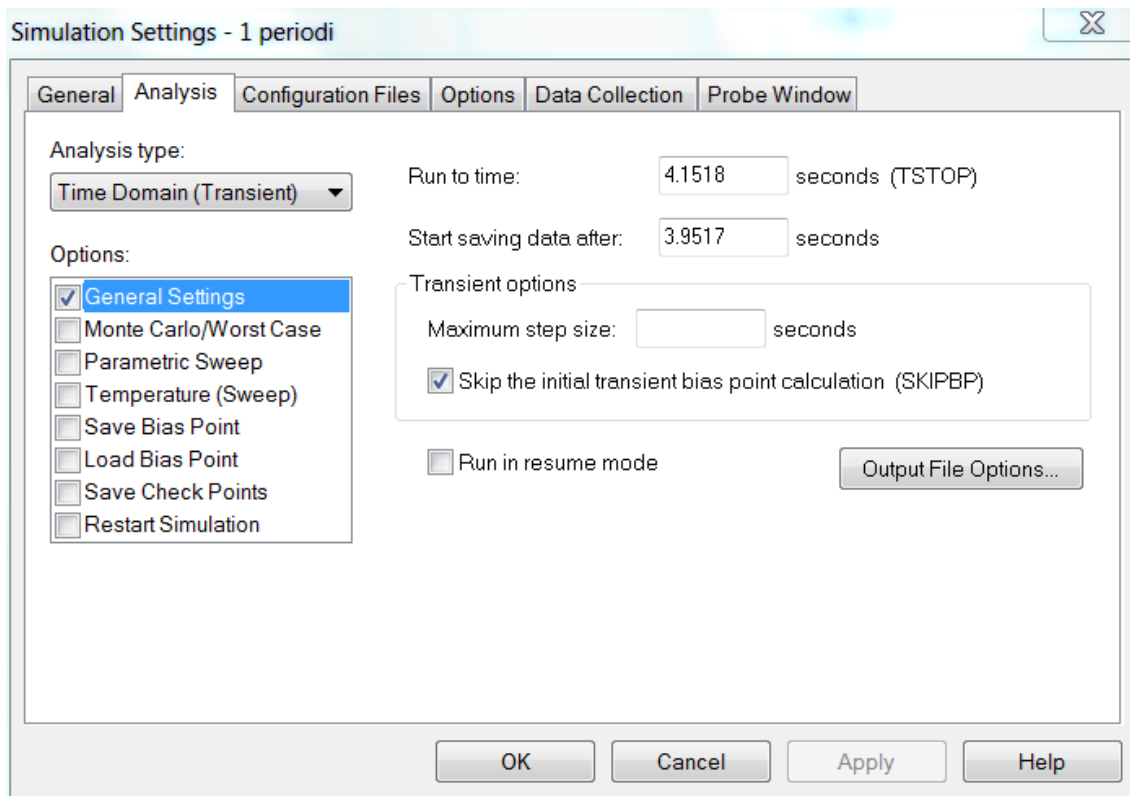 Simulation Settings - 1 periodi
General Analysis Configuration Files Options Data Collection Probe Window
Analysis type:
Time Domain (Transient)
Options:
General Settings
Monte Carlo/Worst Case
Parametric Sweep
Temperature (Sweep)
Save Bias Point
Load Bias Point
Save Check Points
Restart Simulation
Run to time: 4.1518 seconds (TSTOP)
Start saving data after: 3.9517 seconds
Transient options
Maximum step size: seconds
Skip the initial transient bias point calculation (SKIPBP)
Run in resume mode
Output File Options...
OK Cancel Apply Help